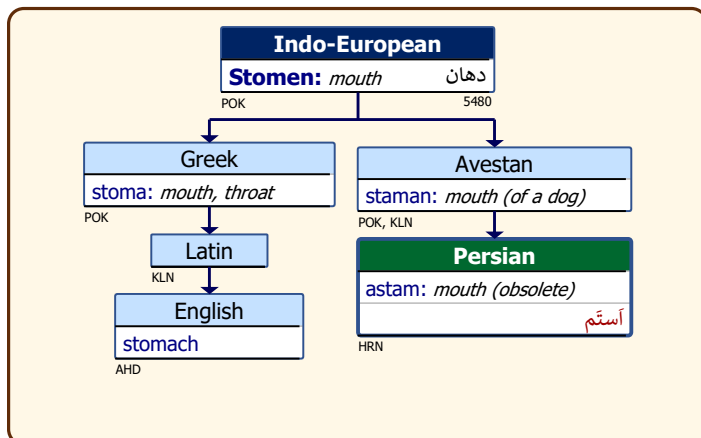 Indo-European
Stomen: mouth دهان
POK 5480
Greek
stoma: mouth, throat
POK
Avestan
staman: mouth (of a dog)
POK, KLN
Latin
KLN
Persian
astam: mouth (obsolete)
اَستَم
HRN
English
stomach
AHD